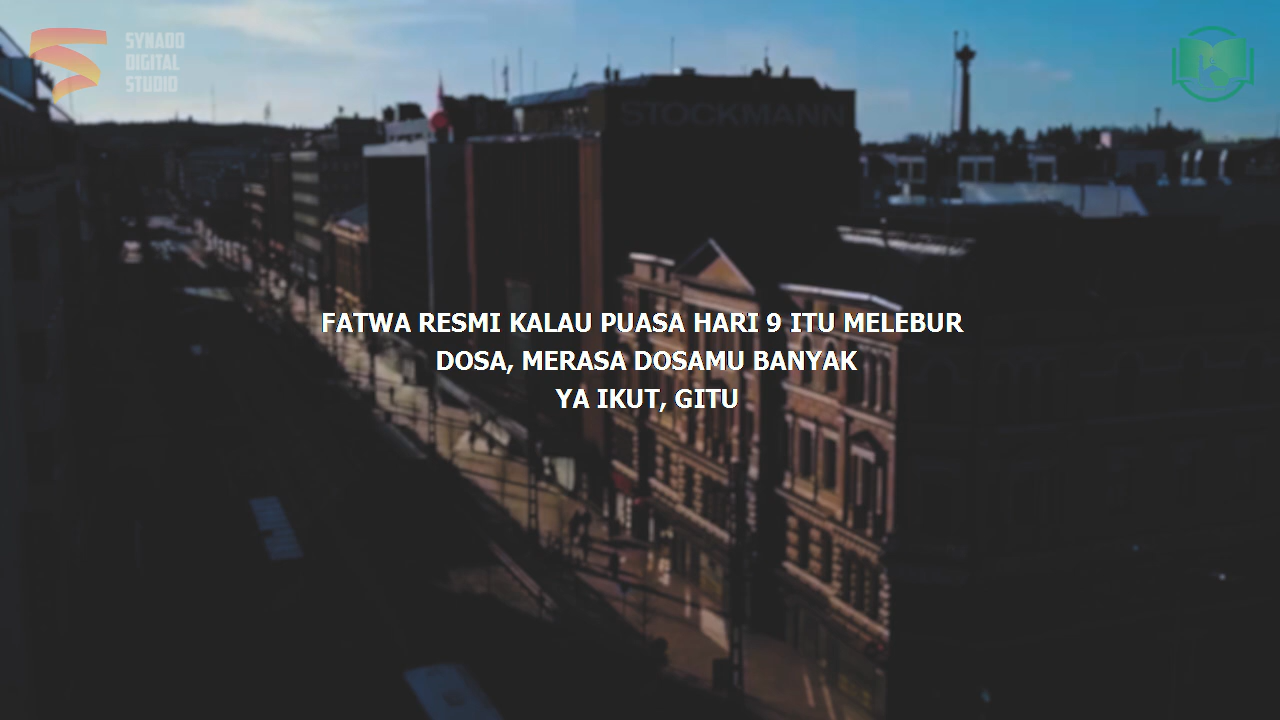 SYNADO
DIGITAL
STUDIO
STOCKMANN
FATWA RESMI KALAU PUASA HARI 9 ITU MELEBUR
DOSA, MERASA DOSAMU BANYAK
YA IKUT, GITU